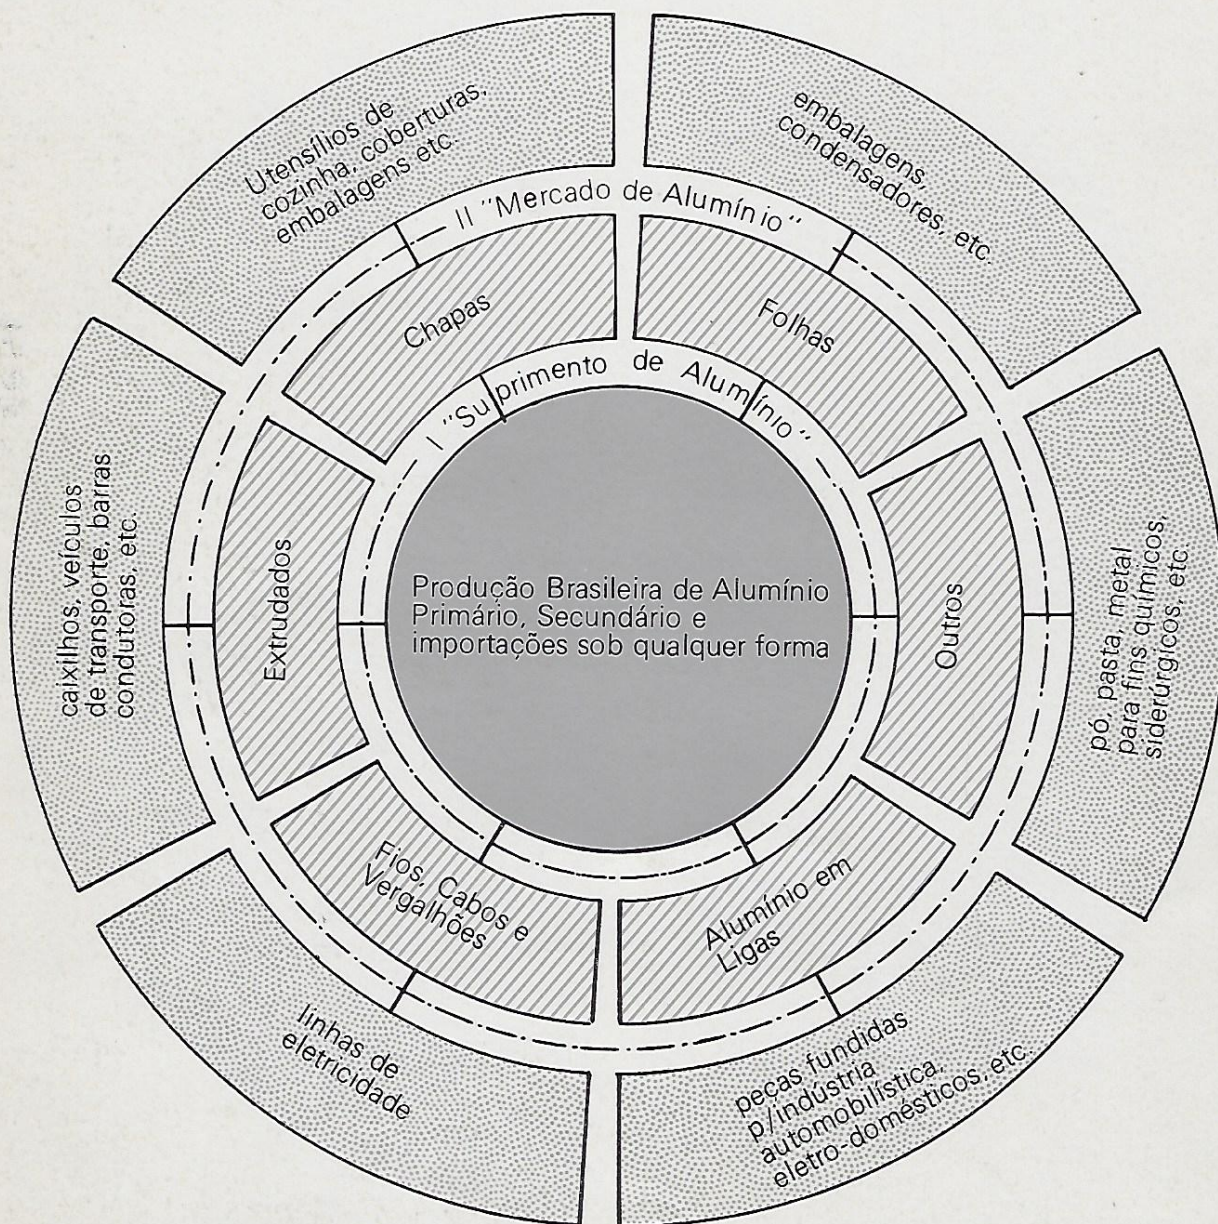 Utensílios de
cozinha, coberturas,
embalagens etc.
embalagens,
condensadores, etc.
II "Mercado de Alumínio"
Chapas
Folhas
I "Suprimento de Alumínio"
caixilhos, veículos
de transporte, barras
condutoras, etc.
Extrudados
Produção Brasileira de Alumínio
Primário, Secundário e
importações sob qualquer forma
Outros
pó, pasta, metal
para fins químicos,
siderúrgicos, etc.
Fios, Cabos e
Vergalhões
Alumínio em
Ligas
linhas de
eletricidade
peças fundidas
p/indústria
automobilística,
eletro-domésticos, etc.